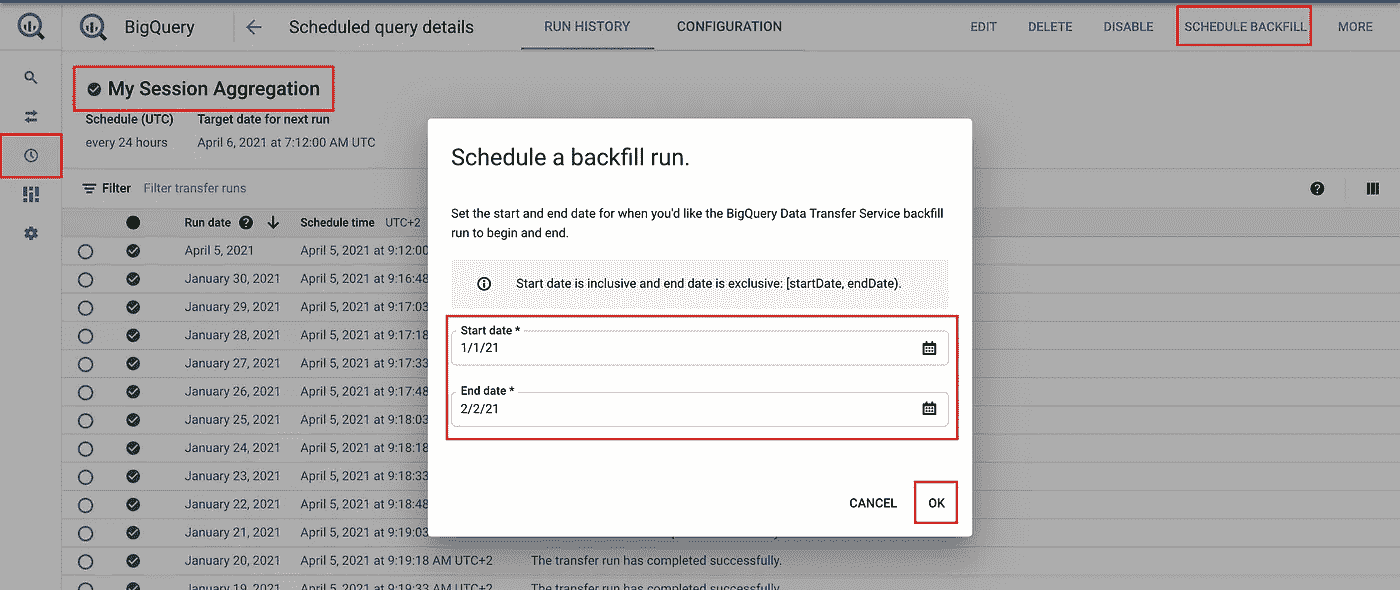 BigQuery
Scheduled query details
RUN HISTORY
CONFIGURATION
EDIT
DELETE
DISABLE
SCHEDULE BACKFILL
MORE
My Session Aggregation
Schedule (UTC)
Target date for next run
every 24 hours
April 6, 2021 at 7:12:00 AM UTC
Filter
Filter transfer runs
Run date
Schedule time UTC+2
April 5, 2021 April 5, 2021 at 9:12:00
January 30, 2021 April 5, 2021 at 9:16:48
January 29, 2021 April 5, 2021 at 9:17:03
January 28, 2021 April 5, 2021 at 9:17:18
January 27, 2021 April 5, 2021 at 9:17:33
January 26, 2021 April 5, 2021 at 9:17:48
January 25, 2021 April 5, 2021 at 9:18:03
January 24, 2021 April 5, 2021 at 9:18:18
January 23, 2021 April 5, 2021 at 9:18:33
January 22, 2021 April 5, 2021 at 9:18:48
January 21, 2021 April 5, 2021 at 9:19:03
January 20, 2021 April 5, 2021 at 9:19:18 AM UTC+2 The transfer run has completed successfully.
January 19, 2021 April 5, 2021 at 9:19:33 AM UTC+2 The transfer run has completed successfully.
Schedule a backfill run.
Set the start and end date for when you'd like the BigQuery Data Transfer Service backfill
run to begin and end.
Start date is inclusive and end date is exclusive: [startDate, endDate).
Start date *
1/1/21
End date *
2/2/21
CANCEL
OK